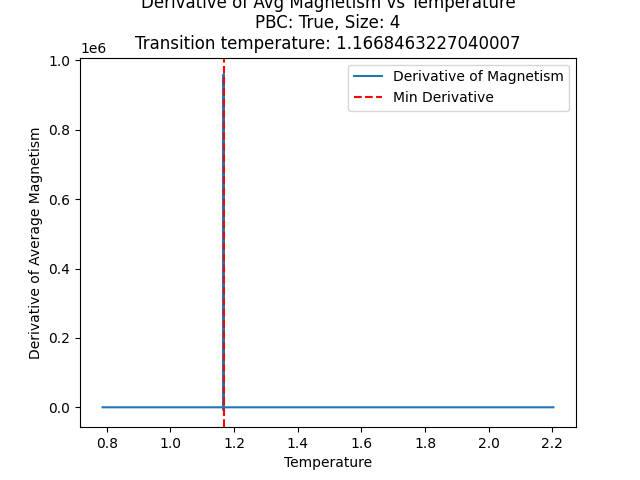 Derivative of Avg Magnetism vs Temperature
PBC: True, Size: 4
Transition temperature: 1.1668463227040007
1e6
1.0
0.8
0.6
0.4
0.2
0.0
Derivative of Average Magnetism
Derivative of Magnetism
Min Derivative
0.8 1.0 1.2 1.4 1.6 1.8 2.0 2.2
Temperature